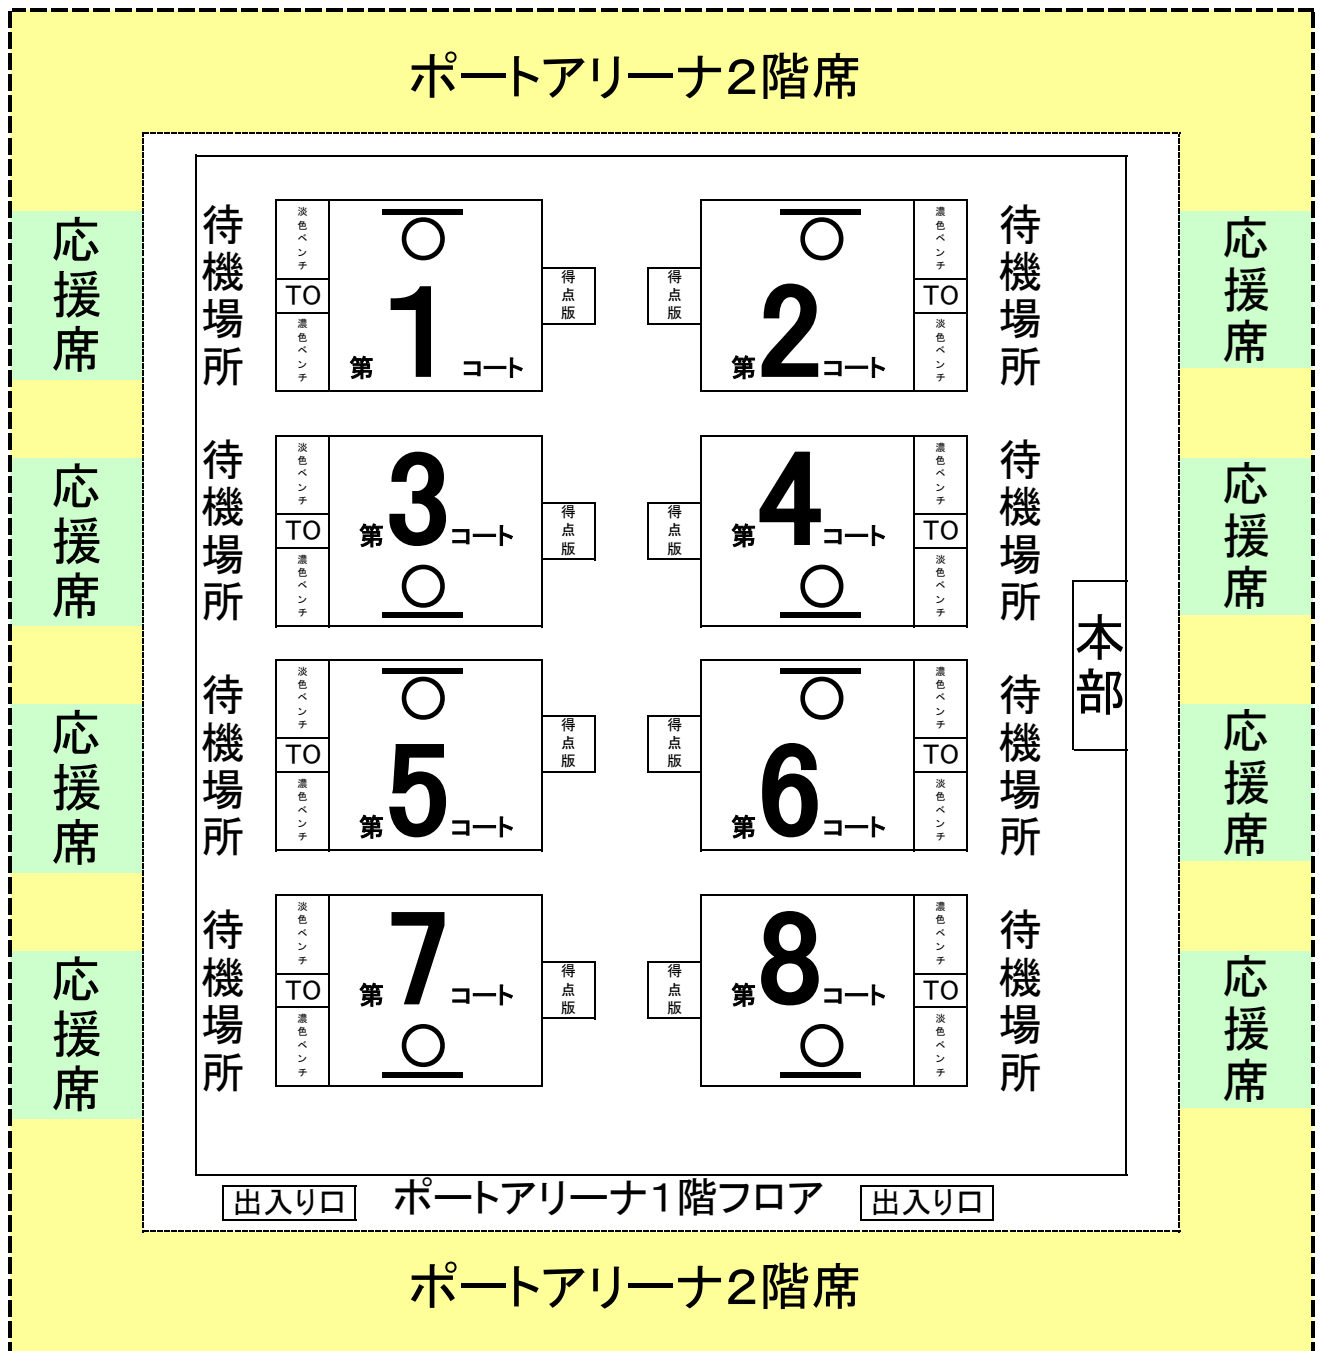 ポートアリーナ２階席
応援席
待機場所
淡色ベンチ
TO
濃色ベンチ
第1コート
得点版
得点版
第2コート
濃色ベンチ
TO
淡色ベンチ
待機場所
応援席
応援席
待機場所
淡色ベンチ
TO
濃色ベンチ
第3コート
得点版
得点版
第4コート
濃色ベンチ
TO
淡色ベンチ
待機場所
応援席
本部
応援席
待機場所
淡色ベンチ
TO
濃色ベンチ
第5コート
得点版
得点版
第6コート
濃色ベンチ
TO
淡色ベンチ
待機場所
応援席
応援席
待機場所
淡色ベンチ
TO
濃色ベンチ
第7コート
得点版
得点版
第8コート
濃色ベンチ
TO
淡色ベンチ
待機場所
応援席
出入り口
ポートアリーナ１階フロア
出入り口
ポートアリーナ２階席